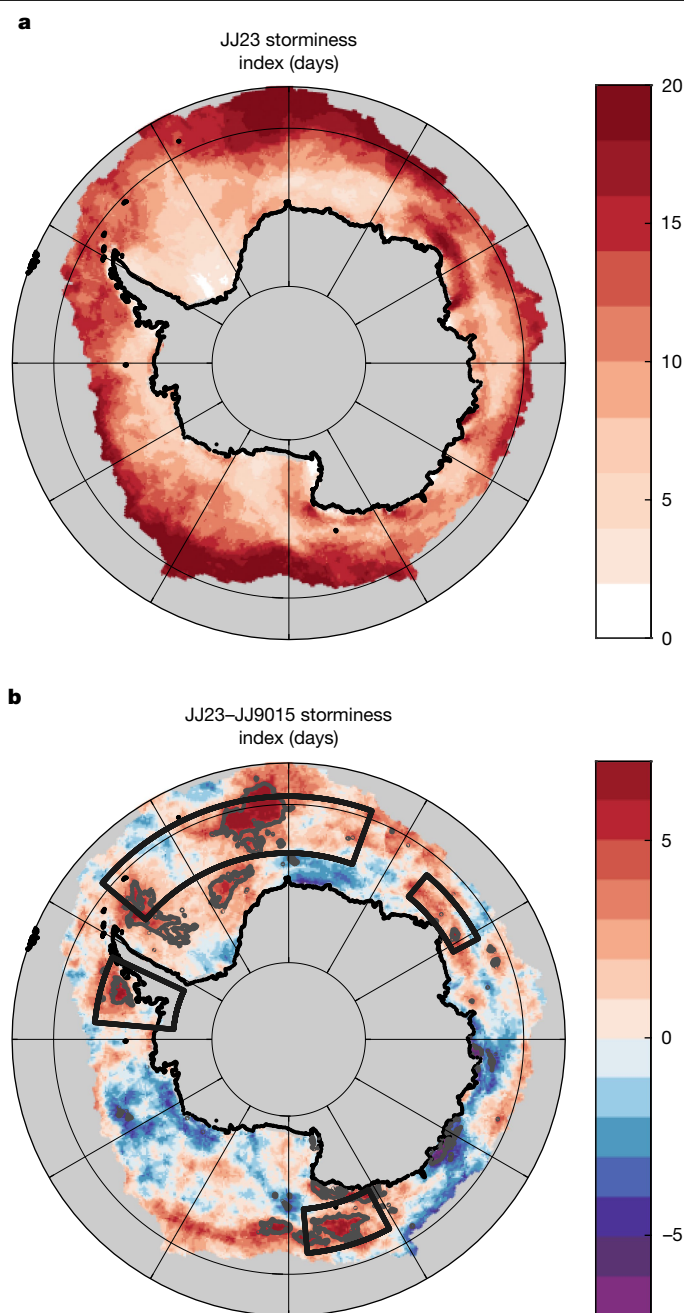 a
JJ23 storminess
index (days)
20
15
10
5
0
b
JJ23–JJ9015 storminess
index (days)
5
0
–5